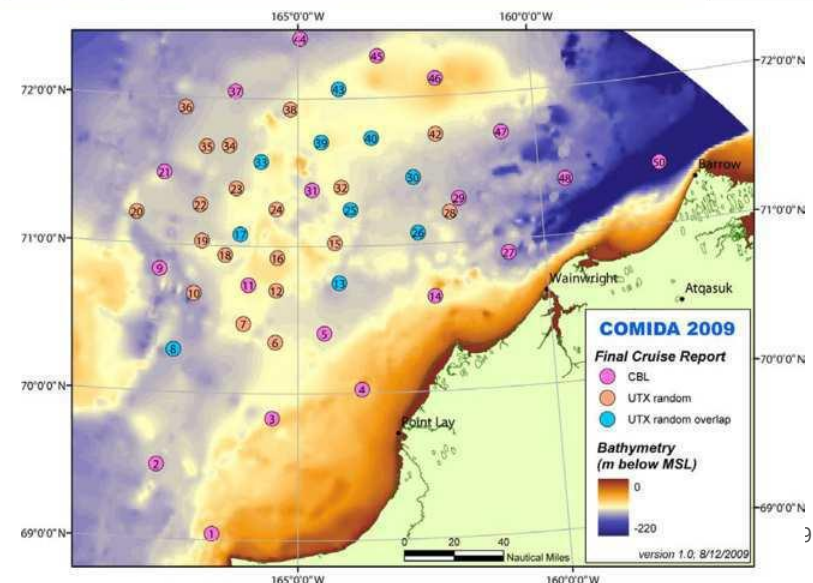 165°0'0"W 160°0'0"W
44
45
72°0'0"N
46
72°0'0"N 37 43
36 38
47
42
40
39
35 34
33 50
Barrow
21 30 48
23 31 32
29
22 24 25 28
20 71°0'0"N
17 26
71°0'0"N 19 15
18 16 27
9
11 13
10 12 14
Wainwright
Atqasuk
7
5
6
8
COMIDA 2009
Final Cruise Report
CBL
UTX random
UTX random overlap
70°0'0"N
70°0'0"N
4
3
Point Lay
Bathymetry
(m below MSL)
2
0
-220
69°0'0"N
69°0'0"N
1
9
0 20 40
Nautical Miles
version 1.0; 8/12/2009
165°0'0"W 160°0'0"W